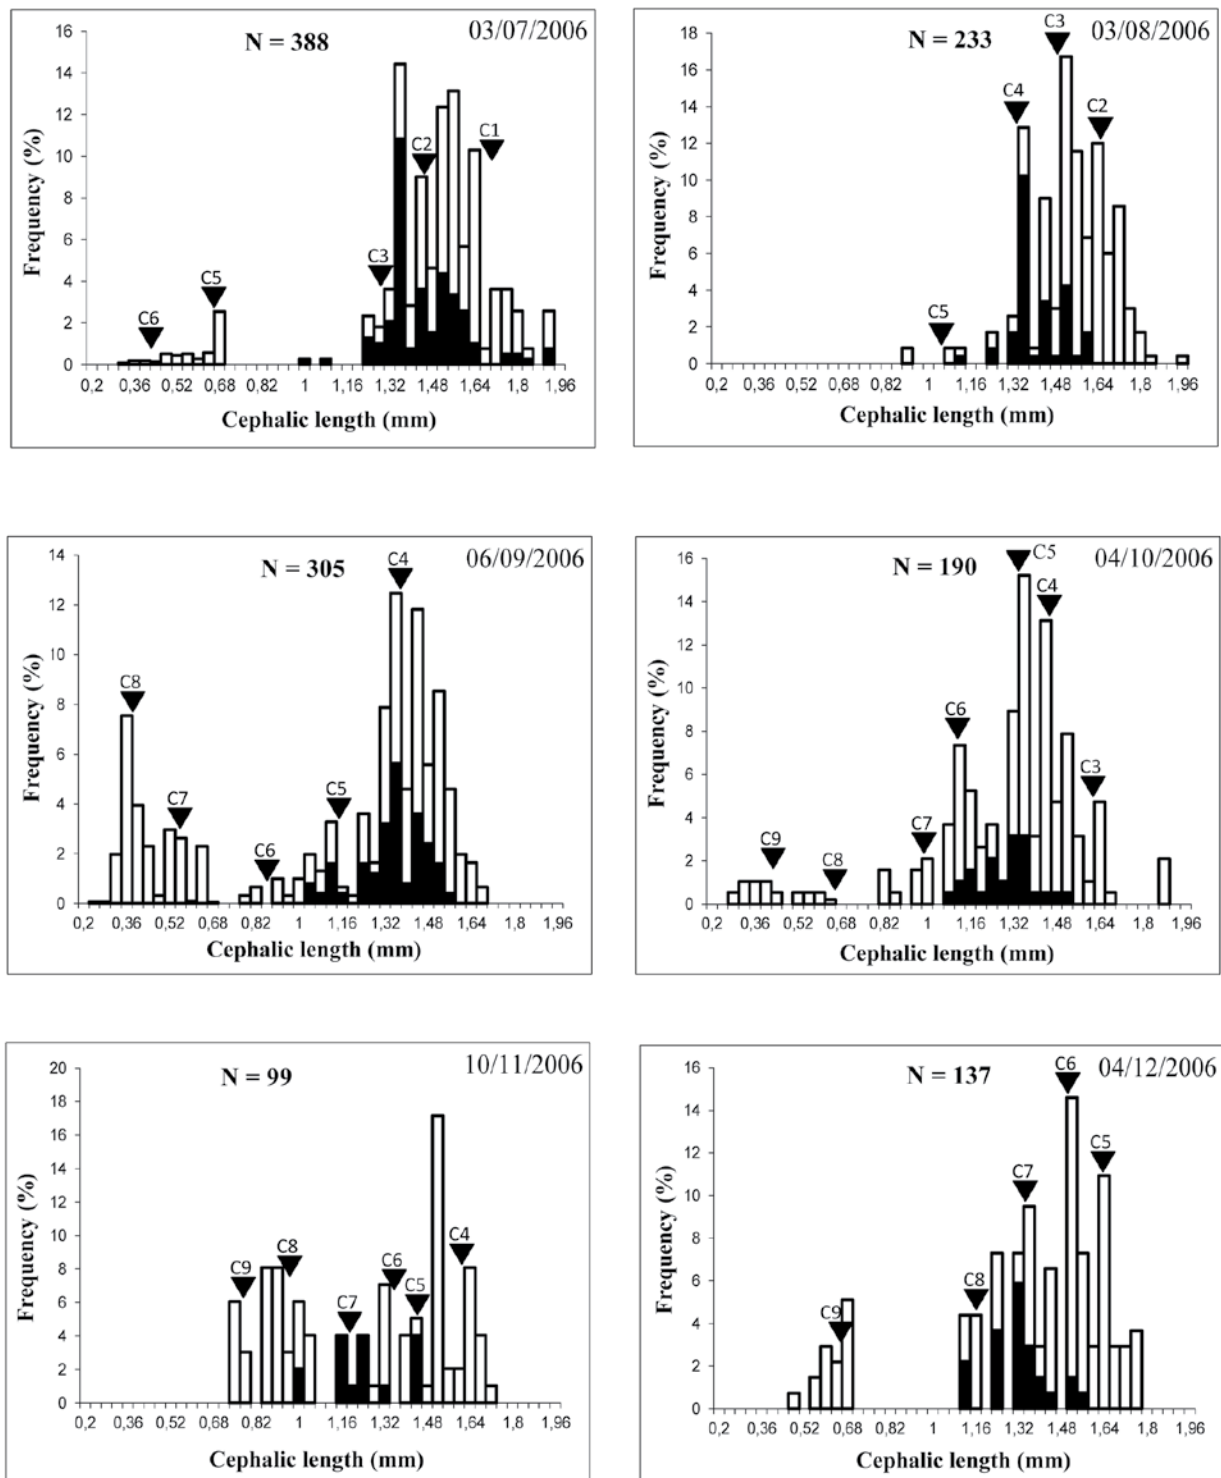 N = 388 03/07/2006
Frequency (%)
16
14
12
10
8
6
4
2
0
C6 C5 C3 C2 C1
0,2 0,36 0,52 0,68 0,82 1 1,16 1,32 1,48 1,64 1,8 1,96
Cephalic length (mm)
N = 233 03/08/2006
Frequency (%)
18
16
14
12
10
8
6
4
2
0
C5 C4 C3 C2
0,2 0,36 0,52 0,68 0,82 1 1,16 1,32 1,48 1,64 1,8 1,96
Cephalic length (mm)
N = 305 06/09/2006
Frequency (%)
14
12
10
8
6
4
2
0
C8 C7 C6 C5 C4
0,2 0,36 0,52 0,68 0,82 1 1,16 1,32 1,48 1,64 1,8 1,96
Cephalic length (mm)
N = 190 04/10/2006
Frequency (%)
16
14
12
10
8
6
4
2
0
C9 C8 C7 C6 C5 C4 C3
0,2 0,36 0,52 0,68 0,82 1 1,16 1,32 1,48 1,64 1,8 1,96
Cephalic length (mm)
N = 99 10/11/2006
Frequency (%)
20
18
16
14
12
10
8
6
4
2
0
C9 C8 C7 C6 C5 C4
0,2 0,36 0,52 0,68 0,82 1 1,16 1,32 1,48 1,64 1,8 1,96
Cephalic length (mm)
N = 137 04/12/2006
Frequency (%)
16
14
12
10
8
6
4
2
0
C9 C8 C7 C6 C5
0,2 0,36 0,52 0,68 0,82 1 1,16 1,32 1,48 1,64 1,8 1,96
Cephalic length (mm)